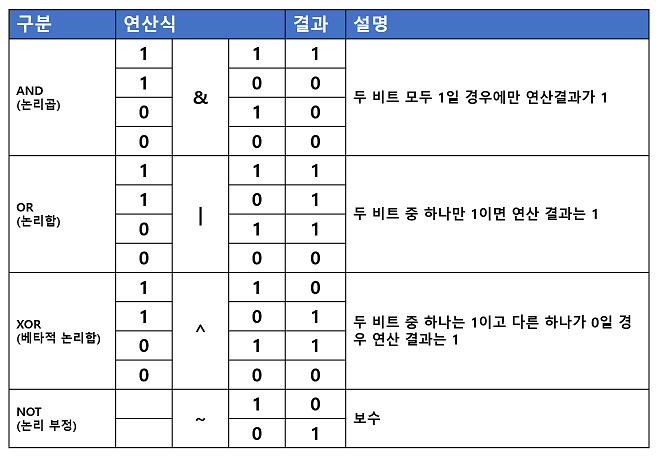 구분 연산식 결과 설명
AND
(논리곱)
1 & 1 1
1 0 0
0 1 0
0 0 0
두 비트 모두 1일 경우에만 연산결과가 1
OR
(논리합)
1 | 1 1
1 0 1
0 1 1
0 0 0
두 비트 중 하나만 1이면 연산 결과는 1
XOR
(베타적 논리합)
1 ^ 1 0
1 0 1
0 1 1
0 0 0
두 비트 중 하나는 1이고 다른 하나가 0일 경
우 연산 결과는 1
NOT
(논리 부정)
~ 1 0
0 1
보수